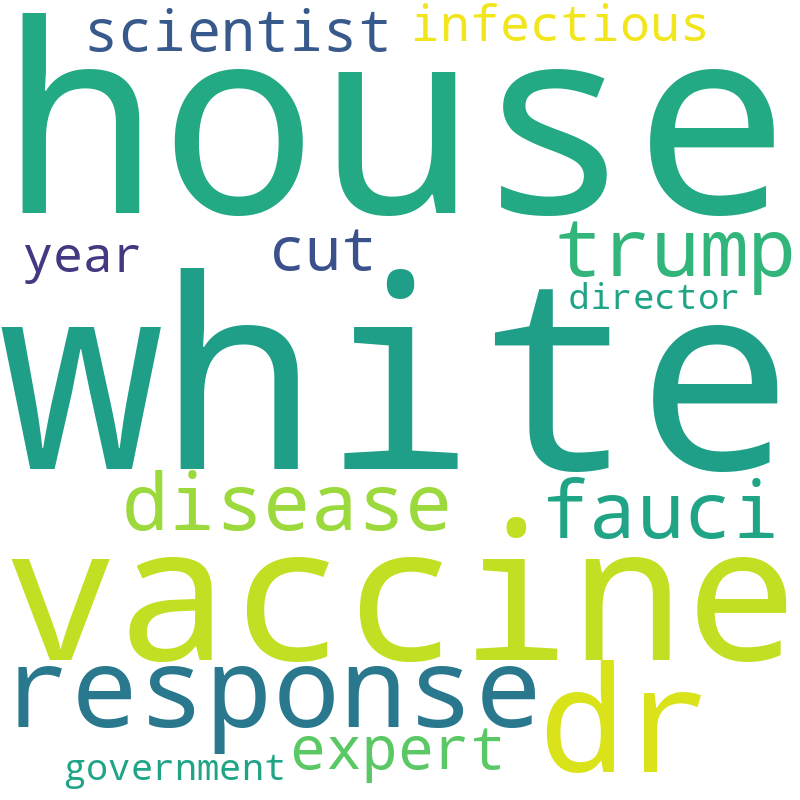 scientist infectious
house
year cut trump
director
white
disease fauci
vaccine
response dr
expert
government